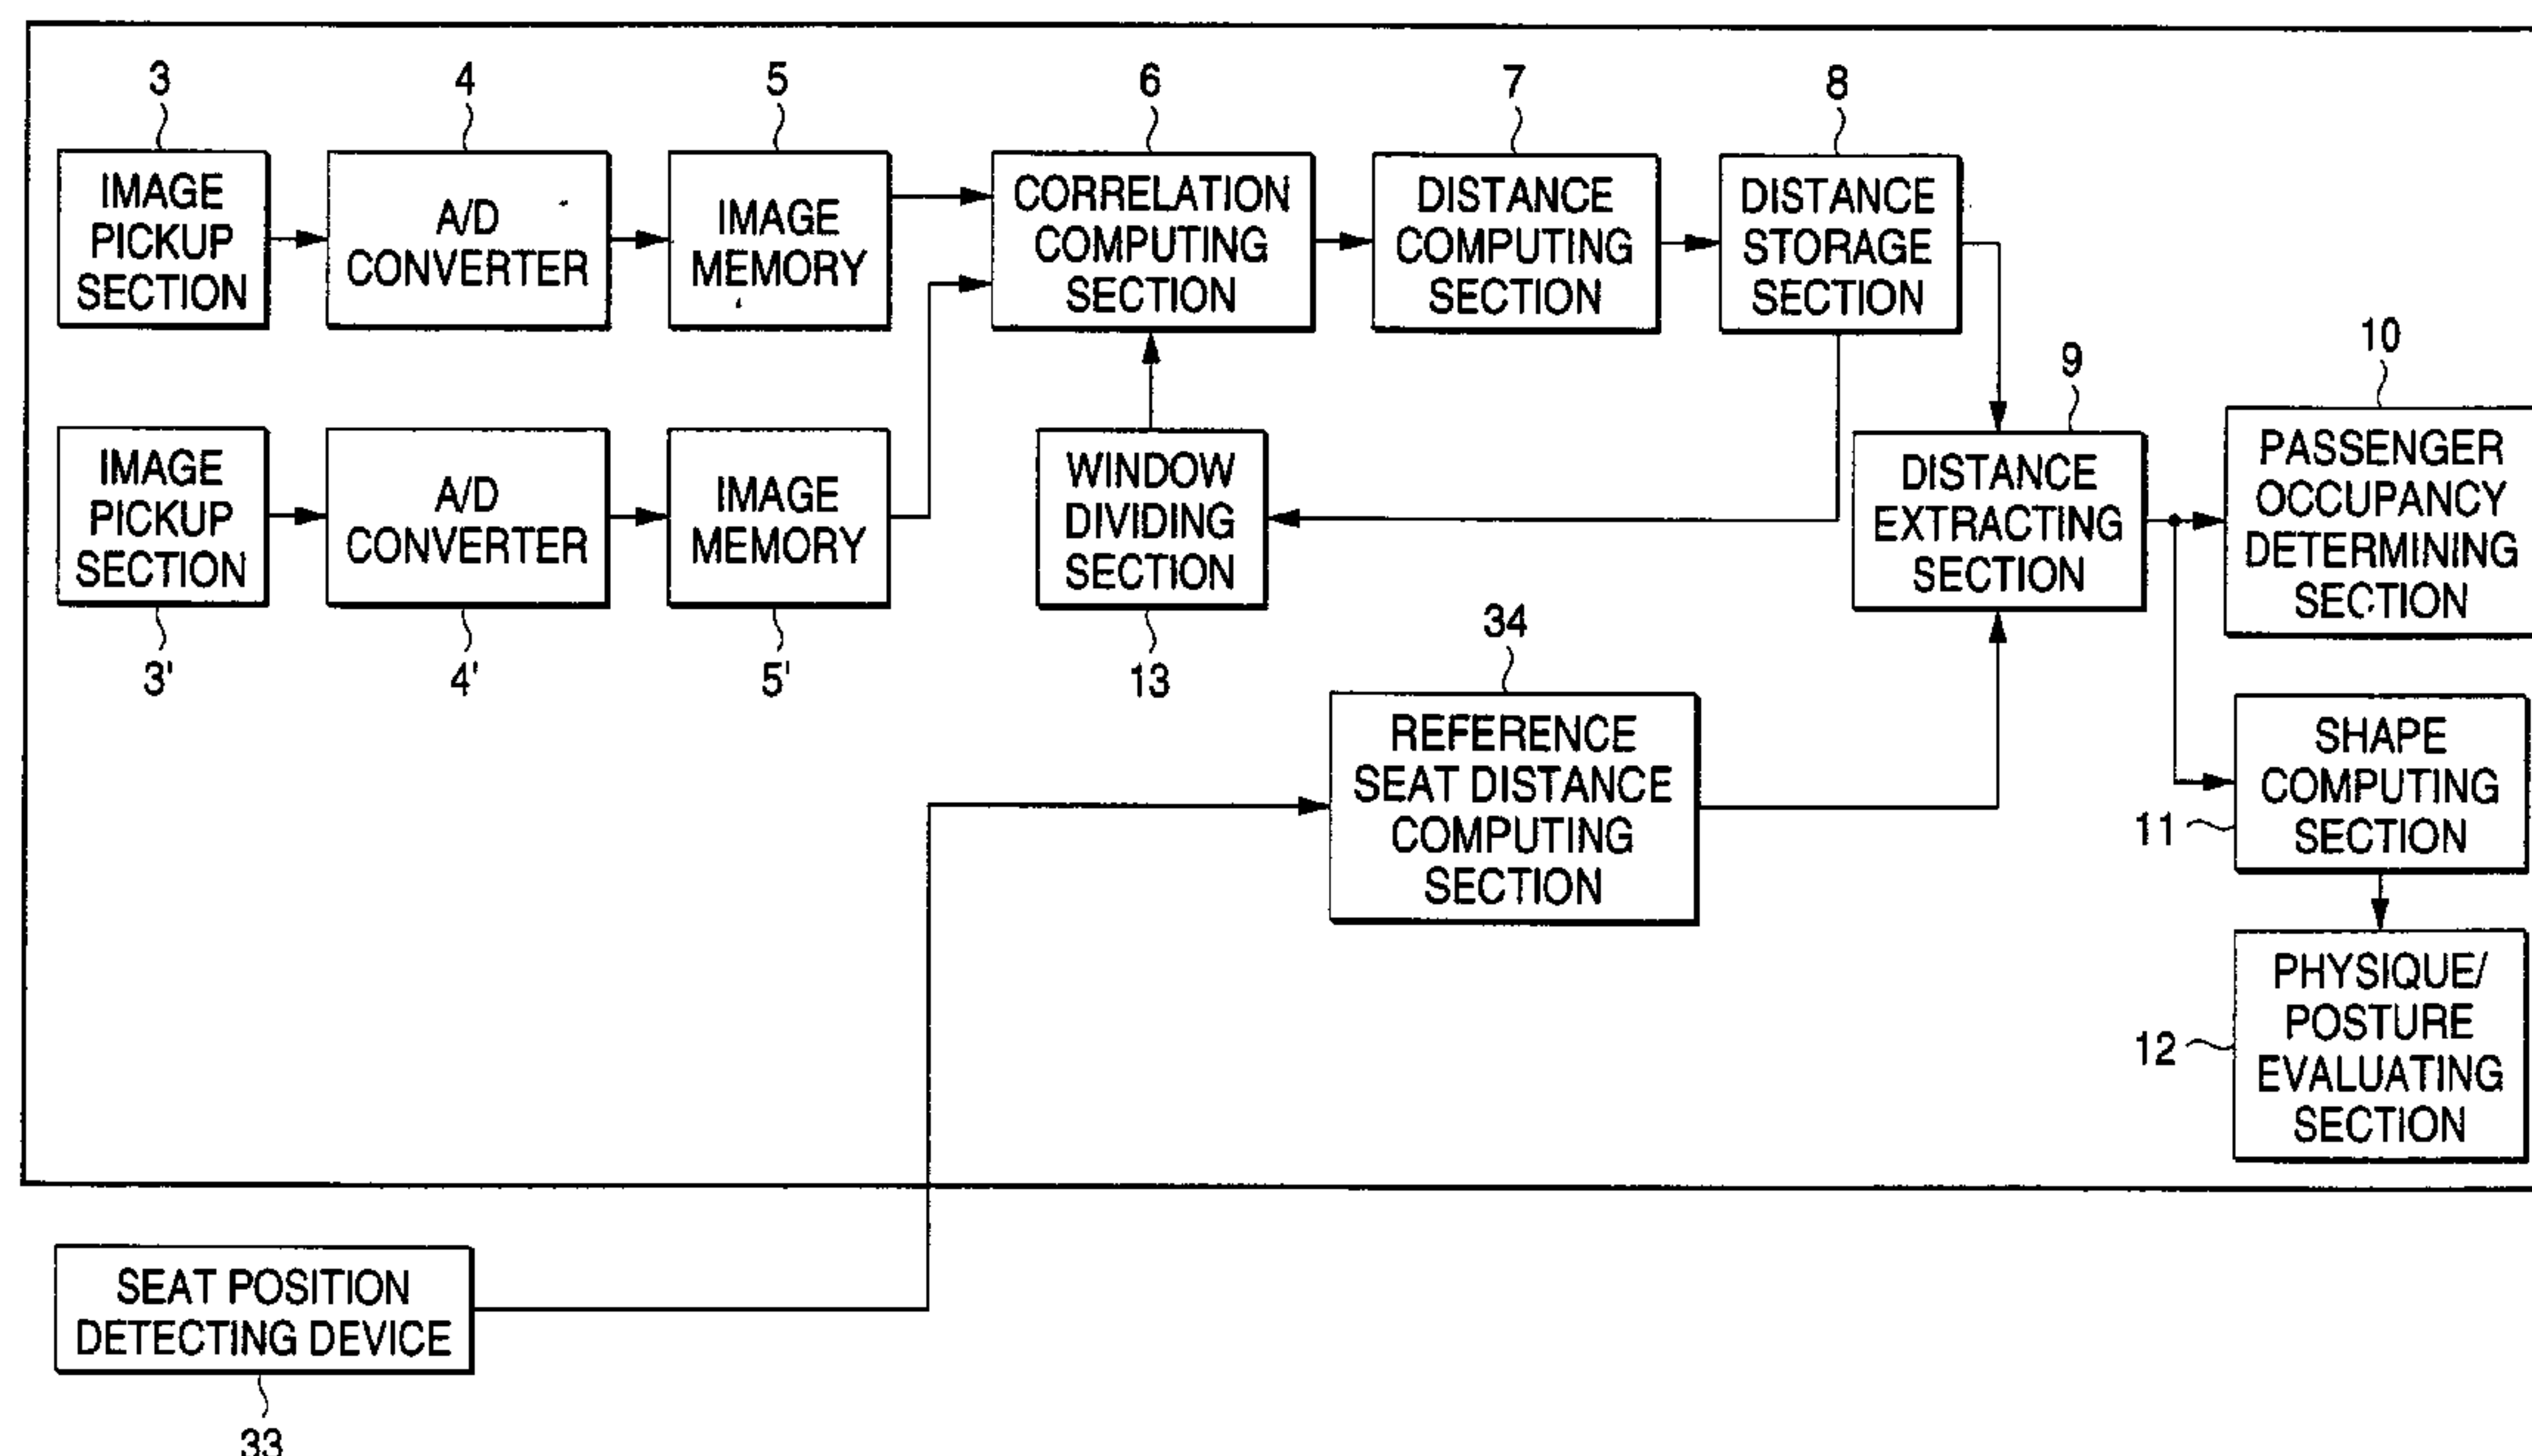 3
4
5
6
7
8
IMAGE
PICKUP
SECTION
A/D
CONVERTER
IMAGE
MEMORY
CORRELATION
COMPUTING
SECTION
DISTANCE
COMPUTING
SECTION
DISTANCE
STORAGE
SECTION
9
10
IMAGE
PICKUP
SECTION
3'
A/D
CONVERTER
4'
IMAGE
MEMORY
5'
WINDOW
DIVIDING
SECTION
13
DISTANCE
EXTRACTING
SECTION
PASSENGER
OCCUPANCY
DETERMINING
SECTION
34
REFERENCE
SEAT DISTANCE
COMPUTING
SECTION
SHAPE
COMPUTING
SECTION
11
PHYSIQUE/
POSTURE
EVALUATING
SECTION
12
SEAT POSITION
DETECTING DEVICE
33